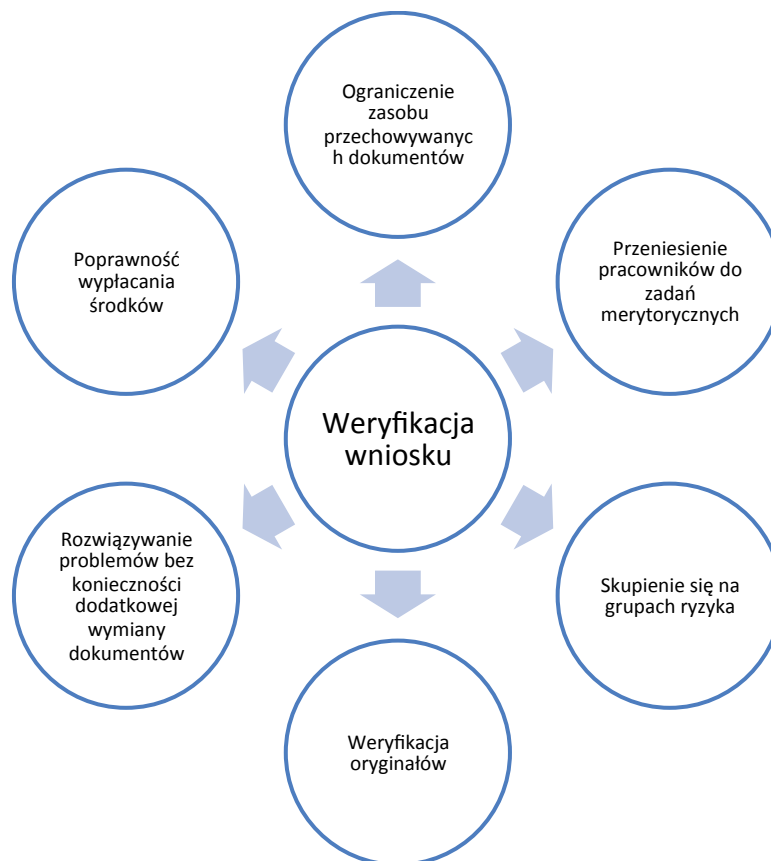 Ograniczenie
zasobu
przechowywanyc
h dokumentów
Przeniesienie
pracowników do
zadań
merytorycznych
Skupienie się na
grupach ryzyka
Weryfikacja
oryginałów
Rozwiązywanie
problemów bez
konieczności
dodatkowej
wymiany
dokumentów
Poprawność
wypłacania
środków
Weryfikacja
wniosku